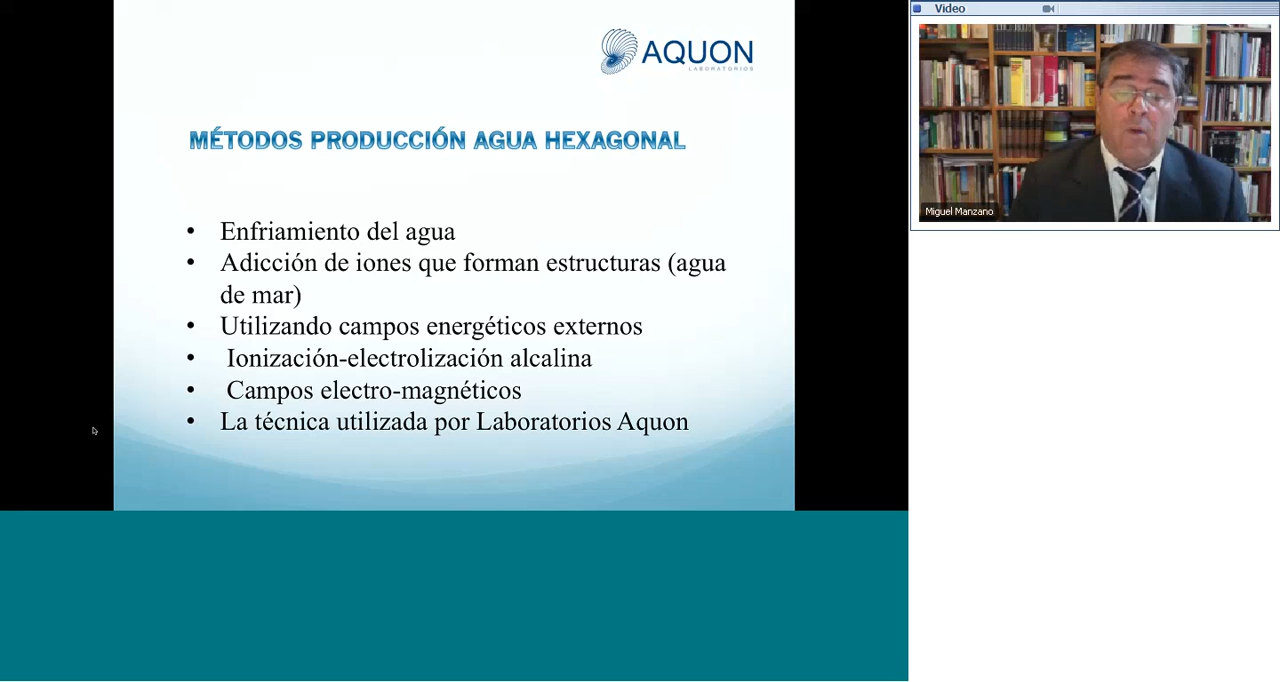 AQUON
LABORATORIOS
MÉTODOS PRODUCCIÓN AGUA HEXAGONAL
• Enfriamiento del agua
• Adicción de iones que forman estructuras (agua
de mar)
• Utilizando campos energéticos externos
• Ionización-electrolización alcalina
• Campos electro-magnéticos
• La técnica utilizada por Laboratorios Aquon
Video
Miguel Manzano